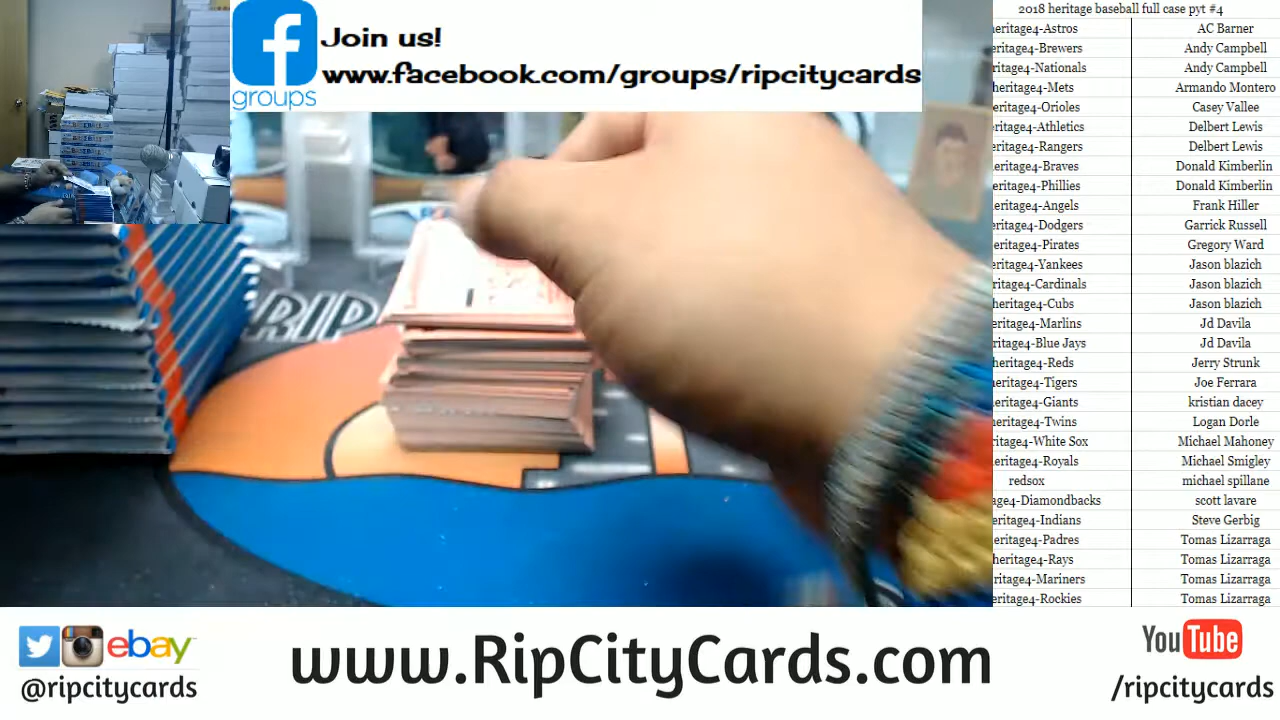 2018 heritage baseball full case pyt #4
Join us!
www.facebook.com/groups/ripcitycards
groups
eritage4-Astros AC Barner
eritage4-Brewers Andy Campbell
eritage4-Nationals Andy Campbell
heritage4-Mets Armando Montero
eritage4-Orioles Casey Vallee
eritage4-Athletics Delbert Lewis
eritage4-Rangers Delbert Lewis
eritage4-Braves Donald Kimberlin
eritage4-Phillies Donald Kimberlin
eritage4-Angels Frank Hiller
eritage4-Dodgers Garrick Russell
eritage4-Pirates Gregory Ward
eritage4-Yankees Jason blazich
eritage4-Cardinals Jason blazich
heritage4-Cubs Jason blazich
eritage4-Marlins Jd Davila
eritage4-Blue Jays Jd Davila
heritage4-Reds Jerry Strunk
eritage4-Tigers Joe Ferrara
eritage4-Giants kristian dacey
eritage4-Twins Logan Dorle
ritage4-White Sox Michael Mahoney
eritage4-Royals Michael Smigley
redsox michael spillane
age4-Diamondbacks scott lavare
eritage4-Indians Steve Gerbig
eritage4-Padres Tomas Lizarraga
heritage4-Rays Tomas Lizarraga
ritage4-Mariners Tomas Lizarraga
ritage4-Rockies Tomas Lizarraga
RIP
ebay
@ripcitycards
www.RipCityCards.com
YouTube
/ripcitycards